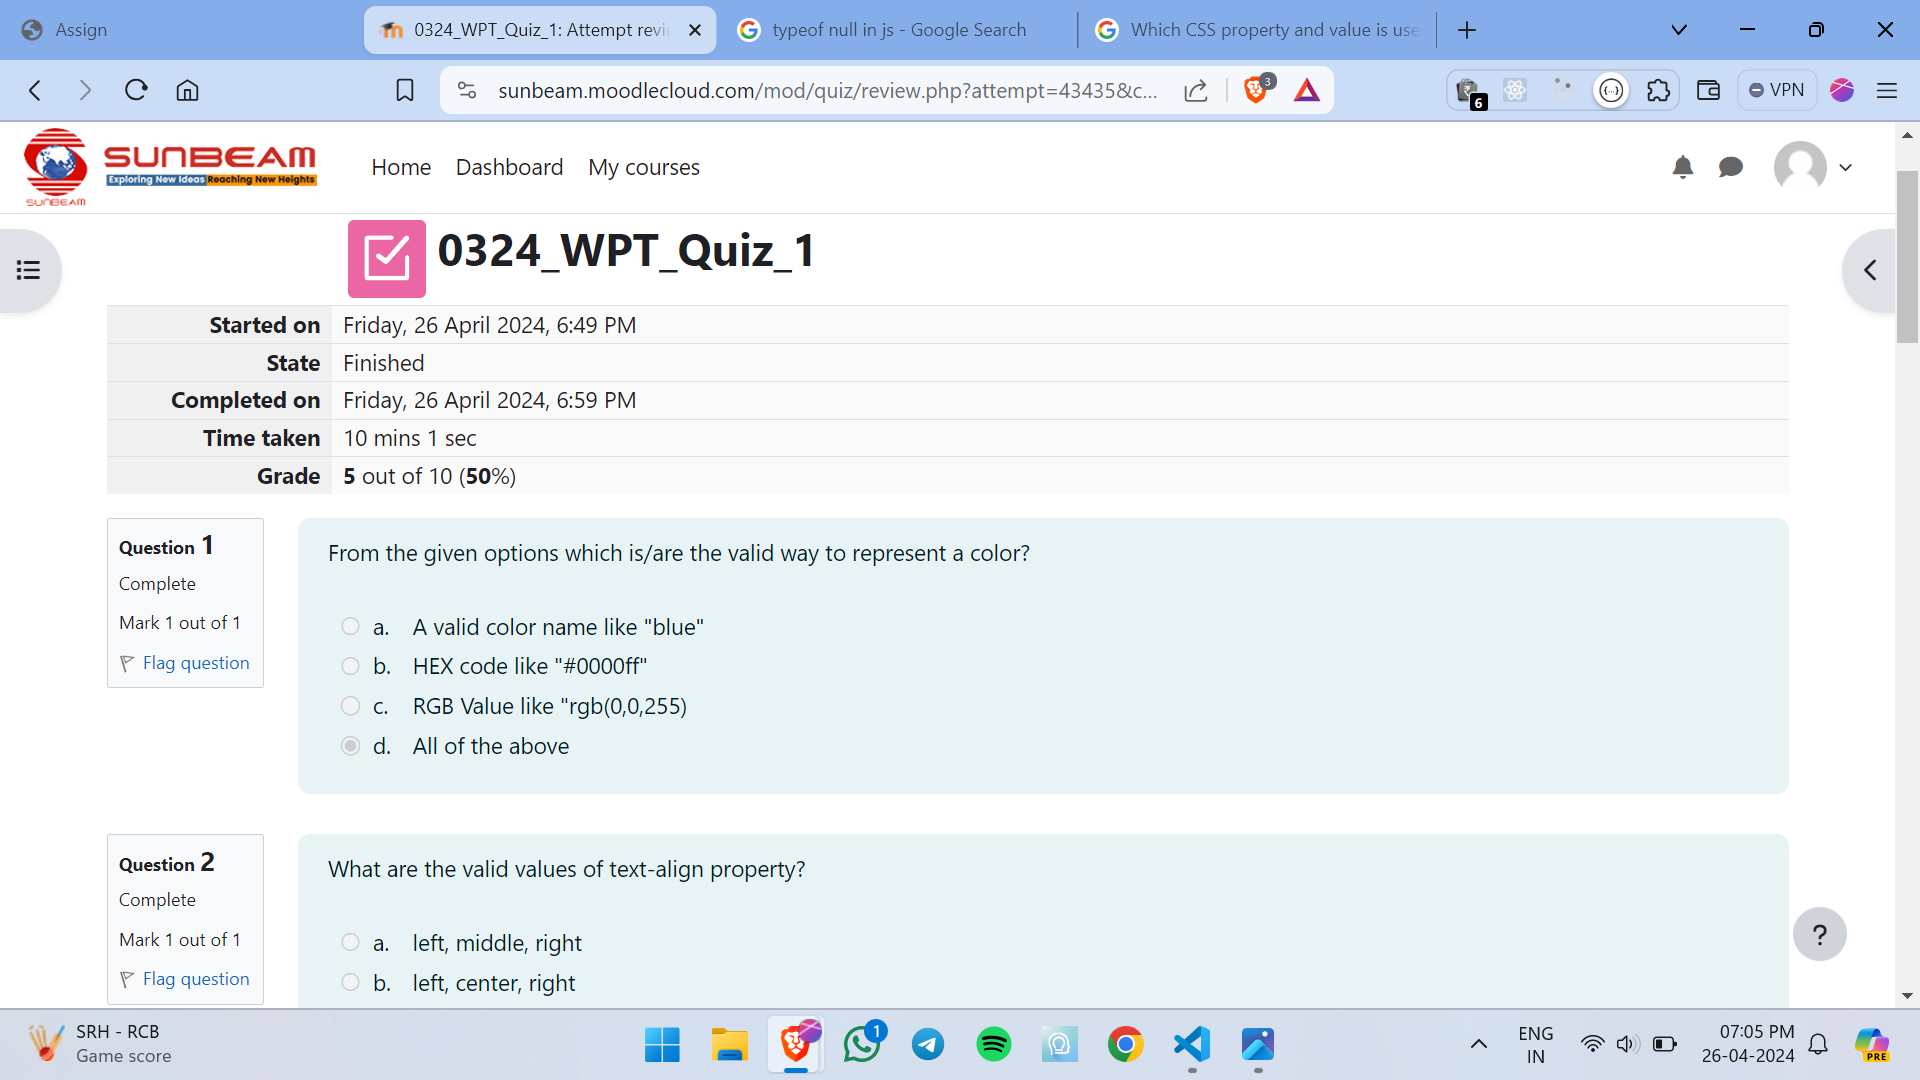 Assign
0324_WPT_Quiz_1: Attempt revie
typeof null in js - Google Search
Which CSS property and value is use
sunbeam.moodlecloud.com/mod/quiz/review.php?attempt=43435&c...
3
6
VPN
SUNBEAM
Exploring New Ideas Reaching New Heights
SUNBEAM
Home
Dashboard
My courses
0324_WPT_Quiz_1
Started on Friday, 26 April 2024, 6:49 PM
State Finished
Completed on Friday, 26 April 2024, 6:59 PM
Time taken 10 mins 1 sec
Grade 5 out of 10 (50%)
Question 1
Complete
Mark 1 out of 1
Flag question
From the given options which is/are the valid way to represent a color?
a. A valid color name like "blue"
b. HEX code like "#0000ff"
c. RGB Value like "rgb(0,0,255)
d. All of the above
Question 2
Complete
Mark 1 out of 1
Flag question
What are the valid values of text-align property?
a. left, middle, right
b. left, center, right
?
SRH - RCB
Game score
1
ENG
IN
07:05 PM
26-04-2024
PRE